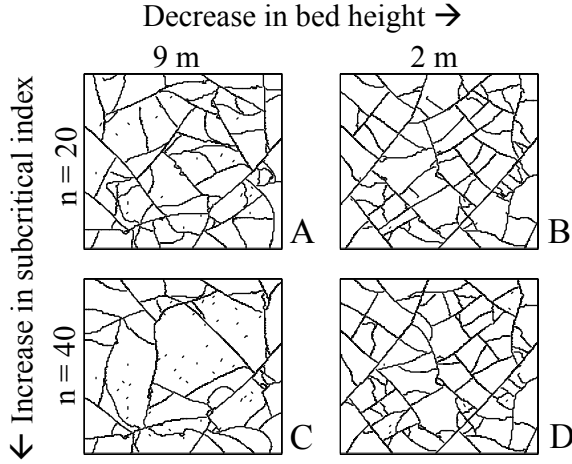 Decrease in bed height →
9 m
2 m
← Increase in subcritical index
n = 20
A
B
n = 40
C
D